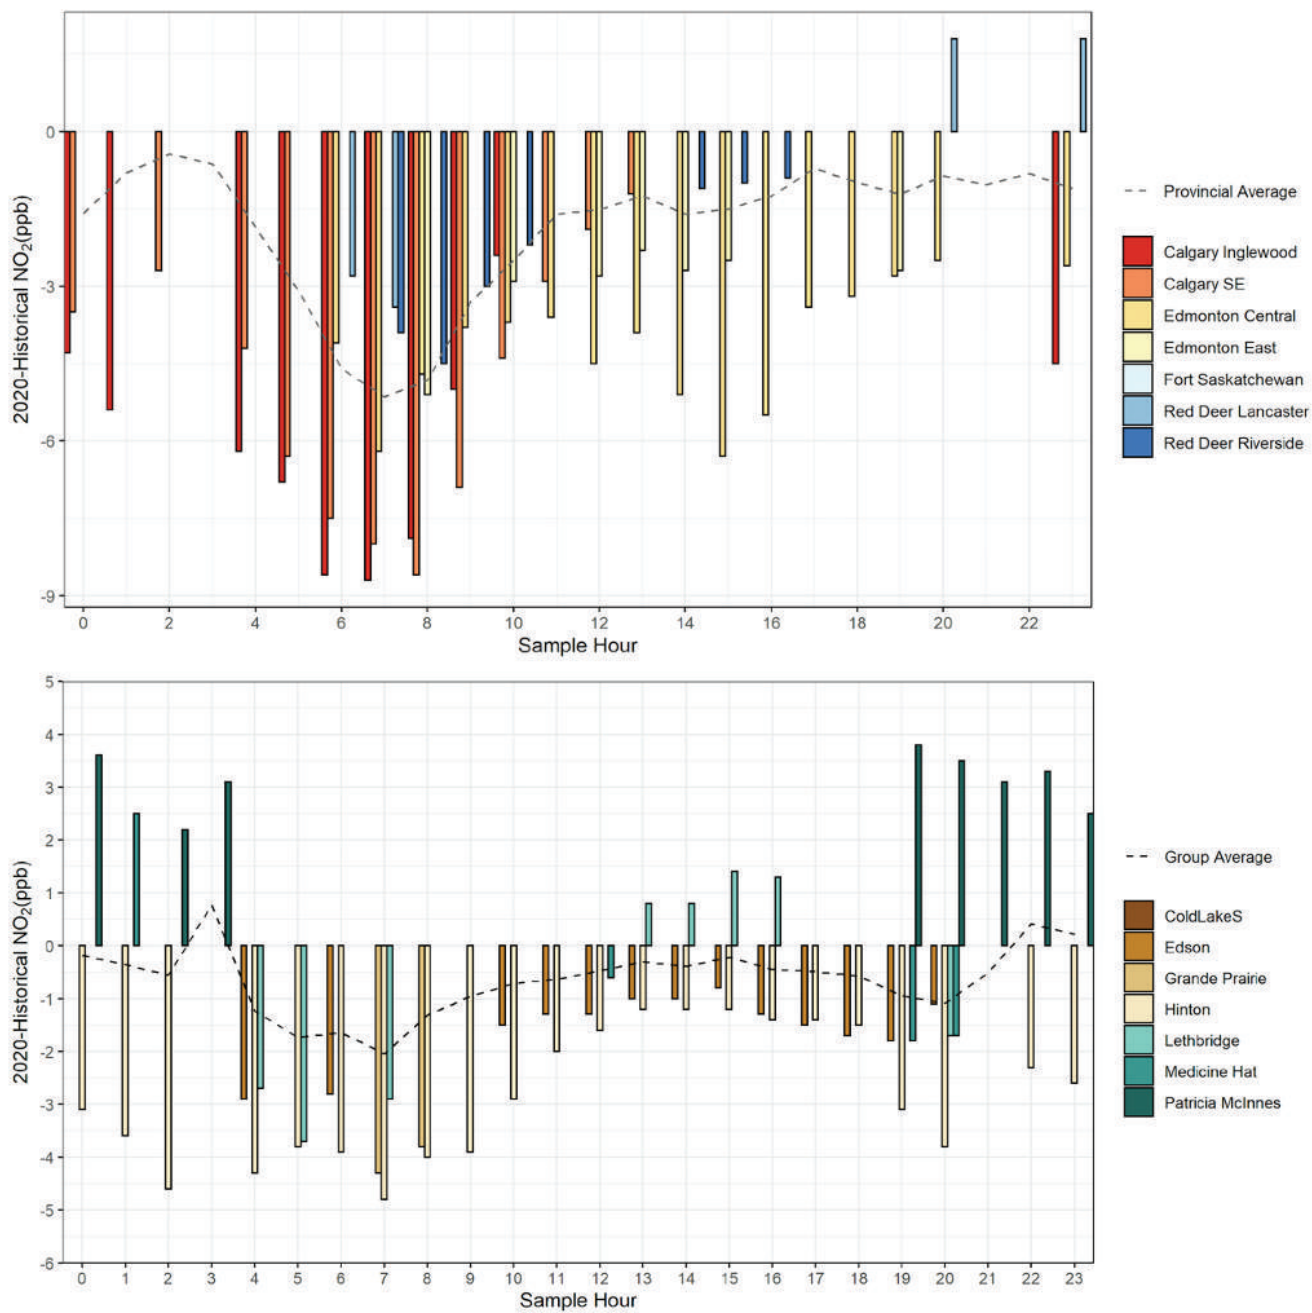 2020-Historical NO2(ppb)
0
-3
-6
-9
0 2 4 6 8 10 12 14 16 18 20 22
Sample Hour
Provincial Average
Calgary Inglewood
Calgary SE
Edmonton Central
Edmonton East
Fort Saskatchewan
Red Deer Lancaster
Red Deer Riverside
2020-Historical NO2(ppb)
5
4
3
2
1
0
-1
-2
-3
-4
-5
-6
0 1 2 3 4 5 6 7 8 9 10 11 12 13 14 15 16 17 18 19 20 21 22 23
Sample Hour
Group Average
ColdLakeS
Edson
Grande Prairie
Hinton
Lethbridge
Medicine Hat
Patricia McInnes